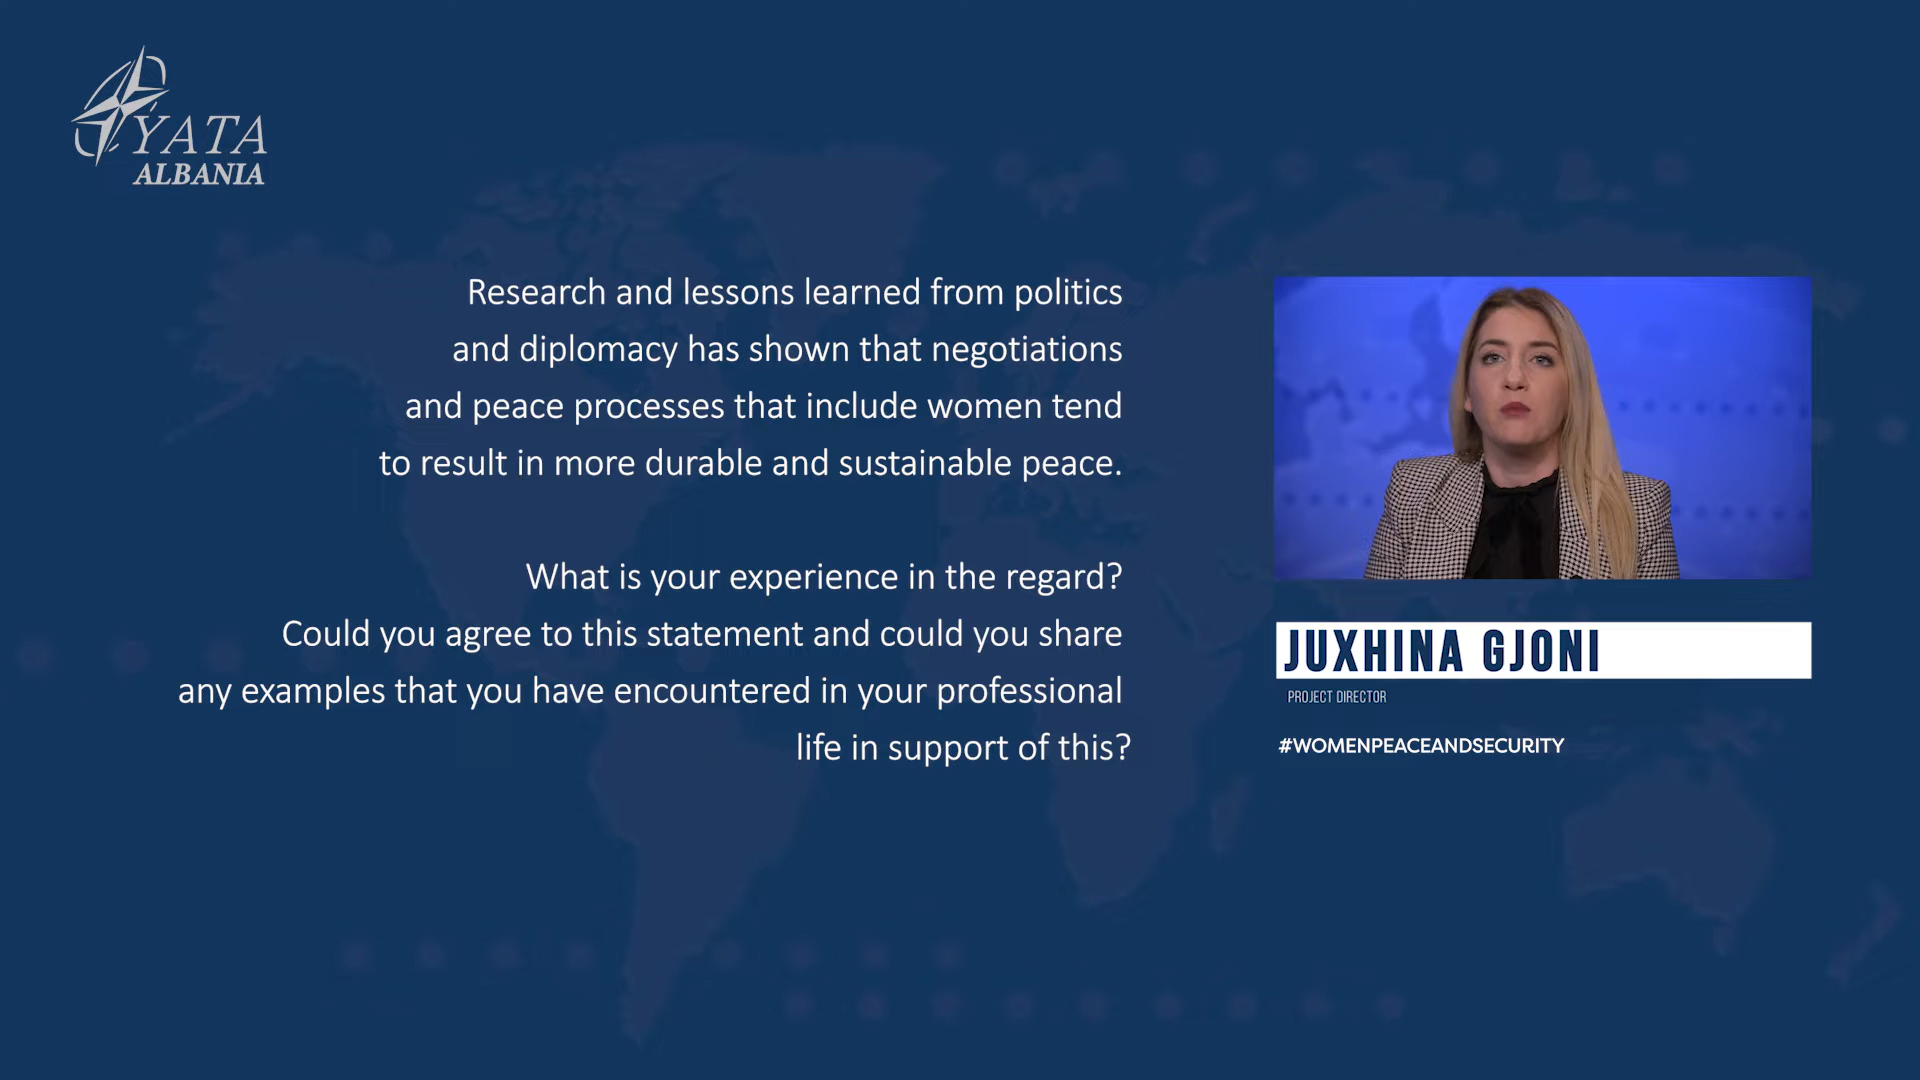 YATA
ALBANIA
Research and lessons learned from politics
and diplomacy has shown that negotiations
and peace processes that include women tend
to result in more durable and sustainable peace.
What is your experience in the regard?
Could you agree to this statement and could you share
any examples that you have encountered in your professional
life in support of this?
JUXHINA GJONI
PROJECT DIRECTOR
#WOMENPEACEANDSECURITY